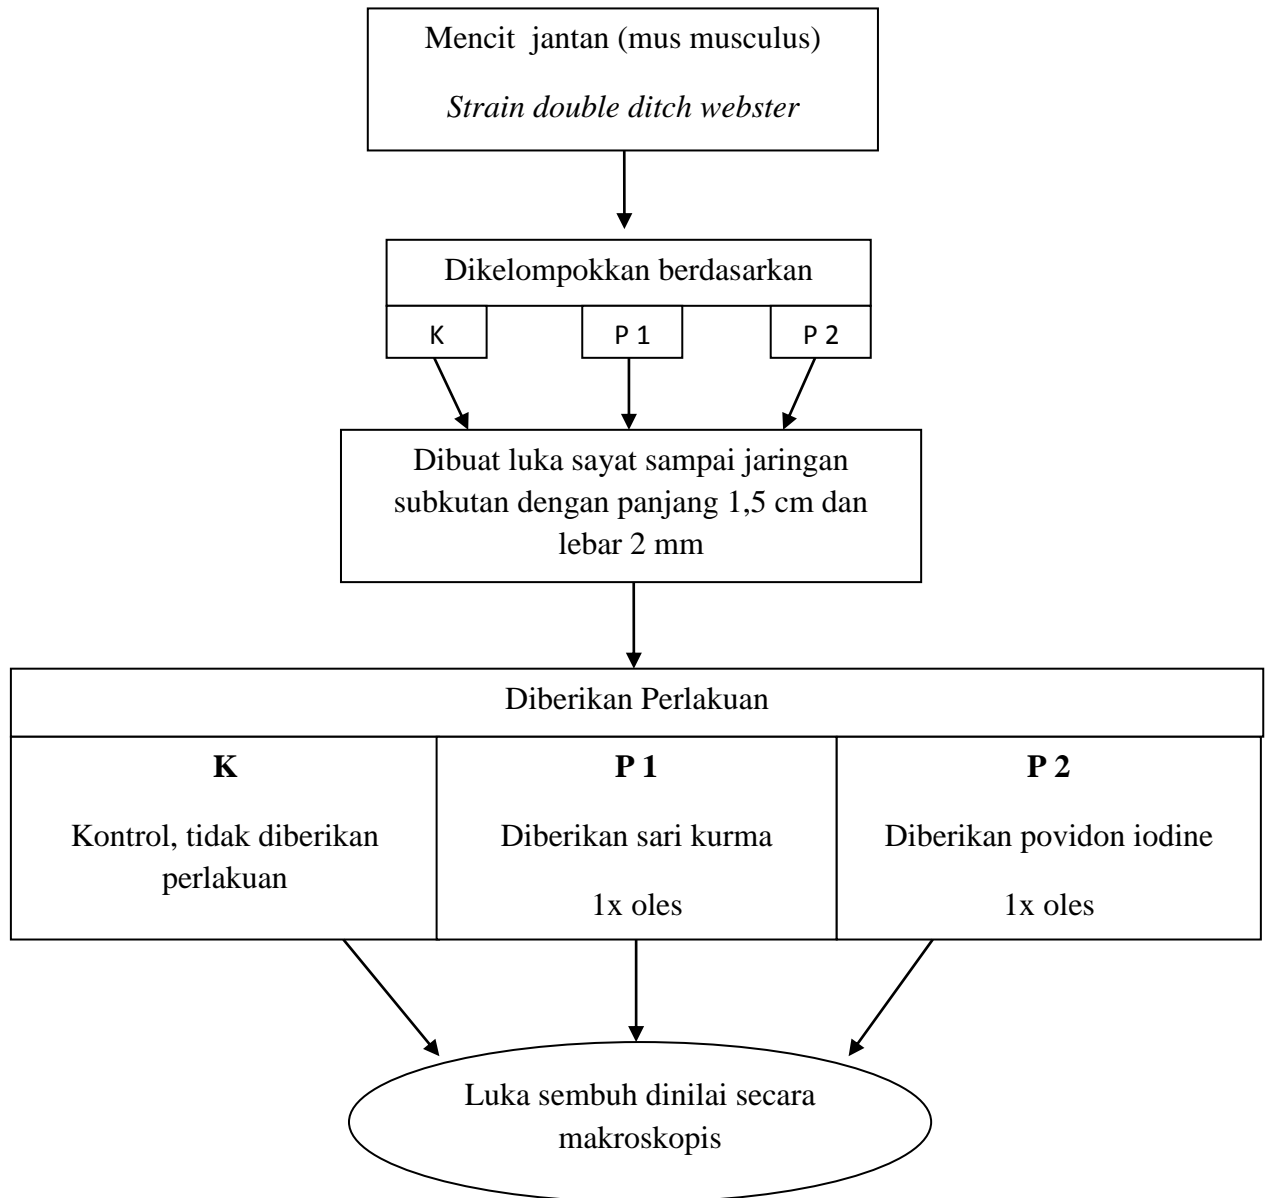 Mencit jantan (mus musculus)
Strain double ditch webster
Dikelompokkan berdasarkan
K
P 1
P 2
Dibuat luka sayat sampai jaringan
subkutan dengan panjang 1,5 cm dan
lebar 2 mm
Diberikan Perlakuan
K
Kontrol, tidak diberikan
perlakuan
P 1
Diberikan sari kurma
1x oles
P 2
Diberikan povidon iodine
1x oles
Luka sembuh dinilai secara
makroskopis